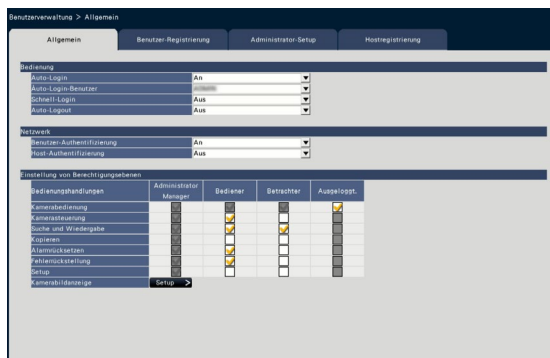 Benutzerverwaltung > Allgemein
Allgemein Benutzer-Registrierung Administrator-Setup Hostregistrierung
Bedienung
Auto-Login An
Auto-Login-Benutzer
Schnell-Login Aus
Auto-Logout Aus
Netzwerk
Benutzer-Authentifizierung An
Host-Authentifizierung Aus
Einstellung von Berechtigungsebenen
Bedienungshandlungen Administrator Manager Bediener Betrachter Ausgeloggt.
Kamerabedienung
Kamerasteuerung
Suche und Wiedergabe
Kopieren
Alarmrücksetzen
Fehlerrückstellung
Setup
Kamerabildanzeige Setup >